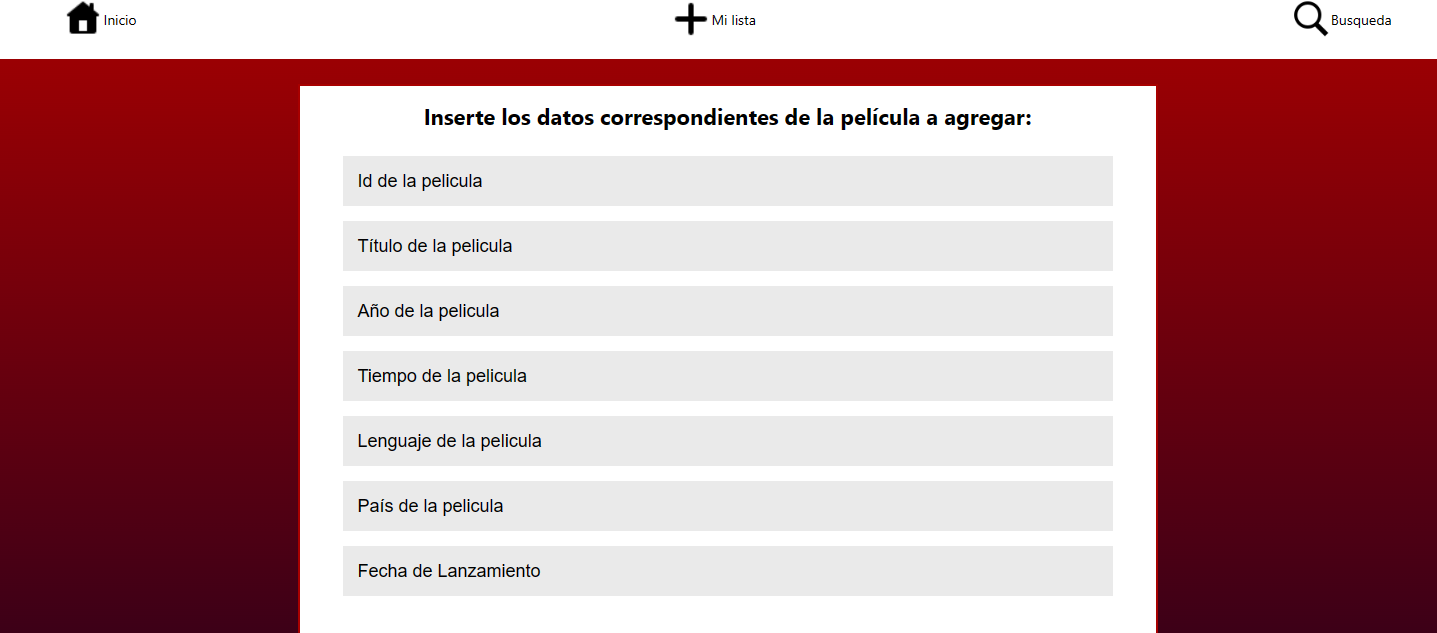 Inicio
Mi lista
Busqueda
Inserte los datos correspondientes de la película a agregar:
Id de la pelicula
Título de la pelicula
Año de la pelicula
Tiempo de la pelicula
Lenguaje de la pelicula
País de la pelicula
Fecha de Lanzamiento